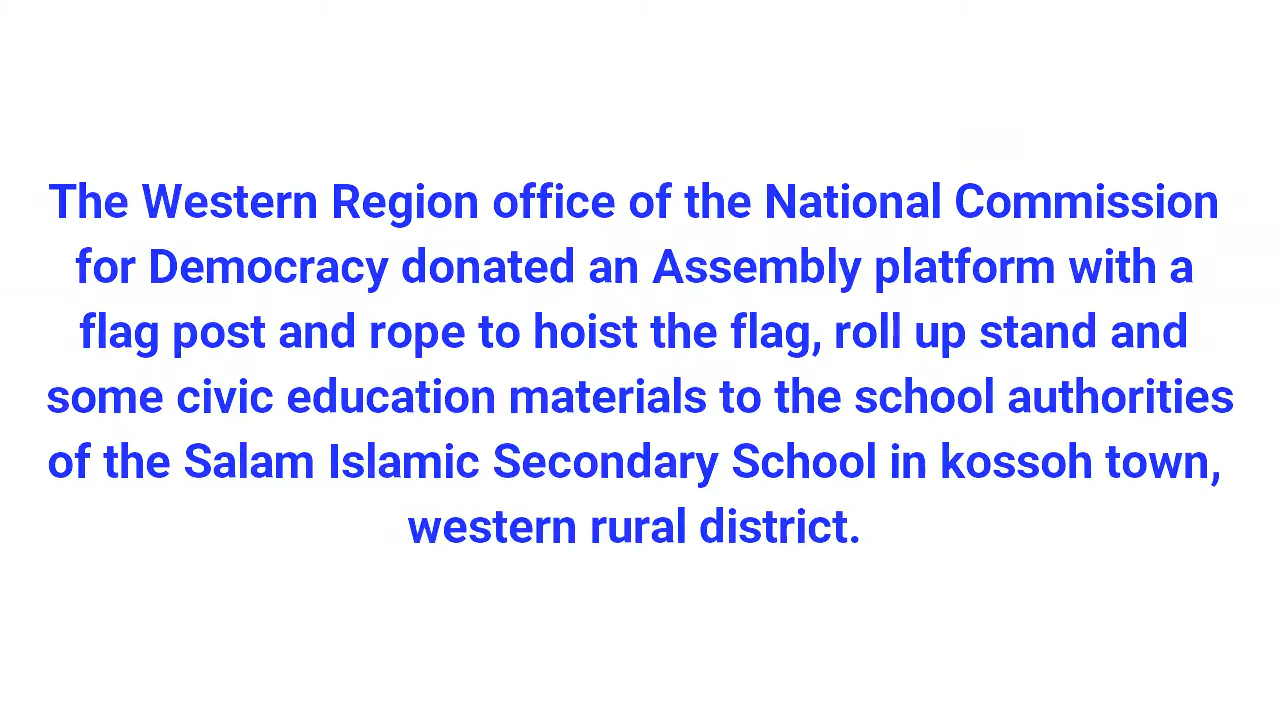 The Western Region office of the National Commission
for Democracy donated an Assembly platform with a
flag post and rope to hoist the flag, roll up stand and
some civic education materials to the school authorities
of the Salam Islamic Secondary School in kossoh town,
western rural district.